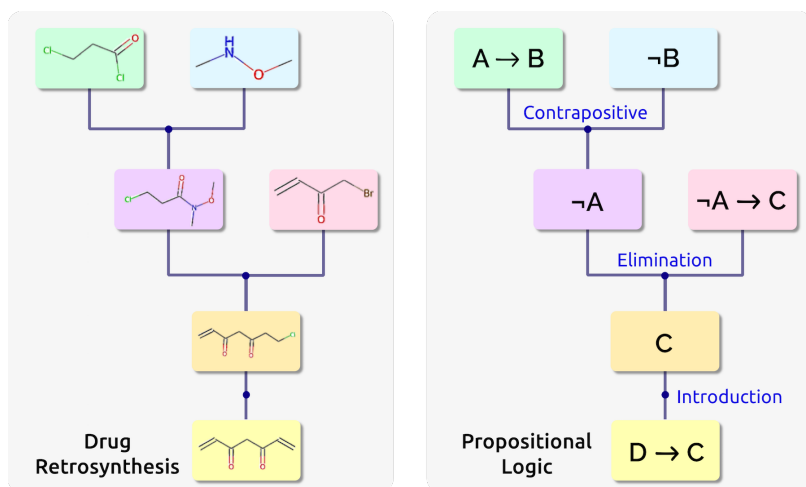 Cl
O
Cl
H
N
O
A → B
¬B
Contrapositive
Cl
O
N
O
O
Br
¬A
¬A → C
Elimination
O
O
Cl
C
Introduction
O
O
D → C
Drug
Retrosynthesis
Propositional
Logic